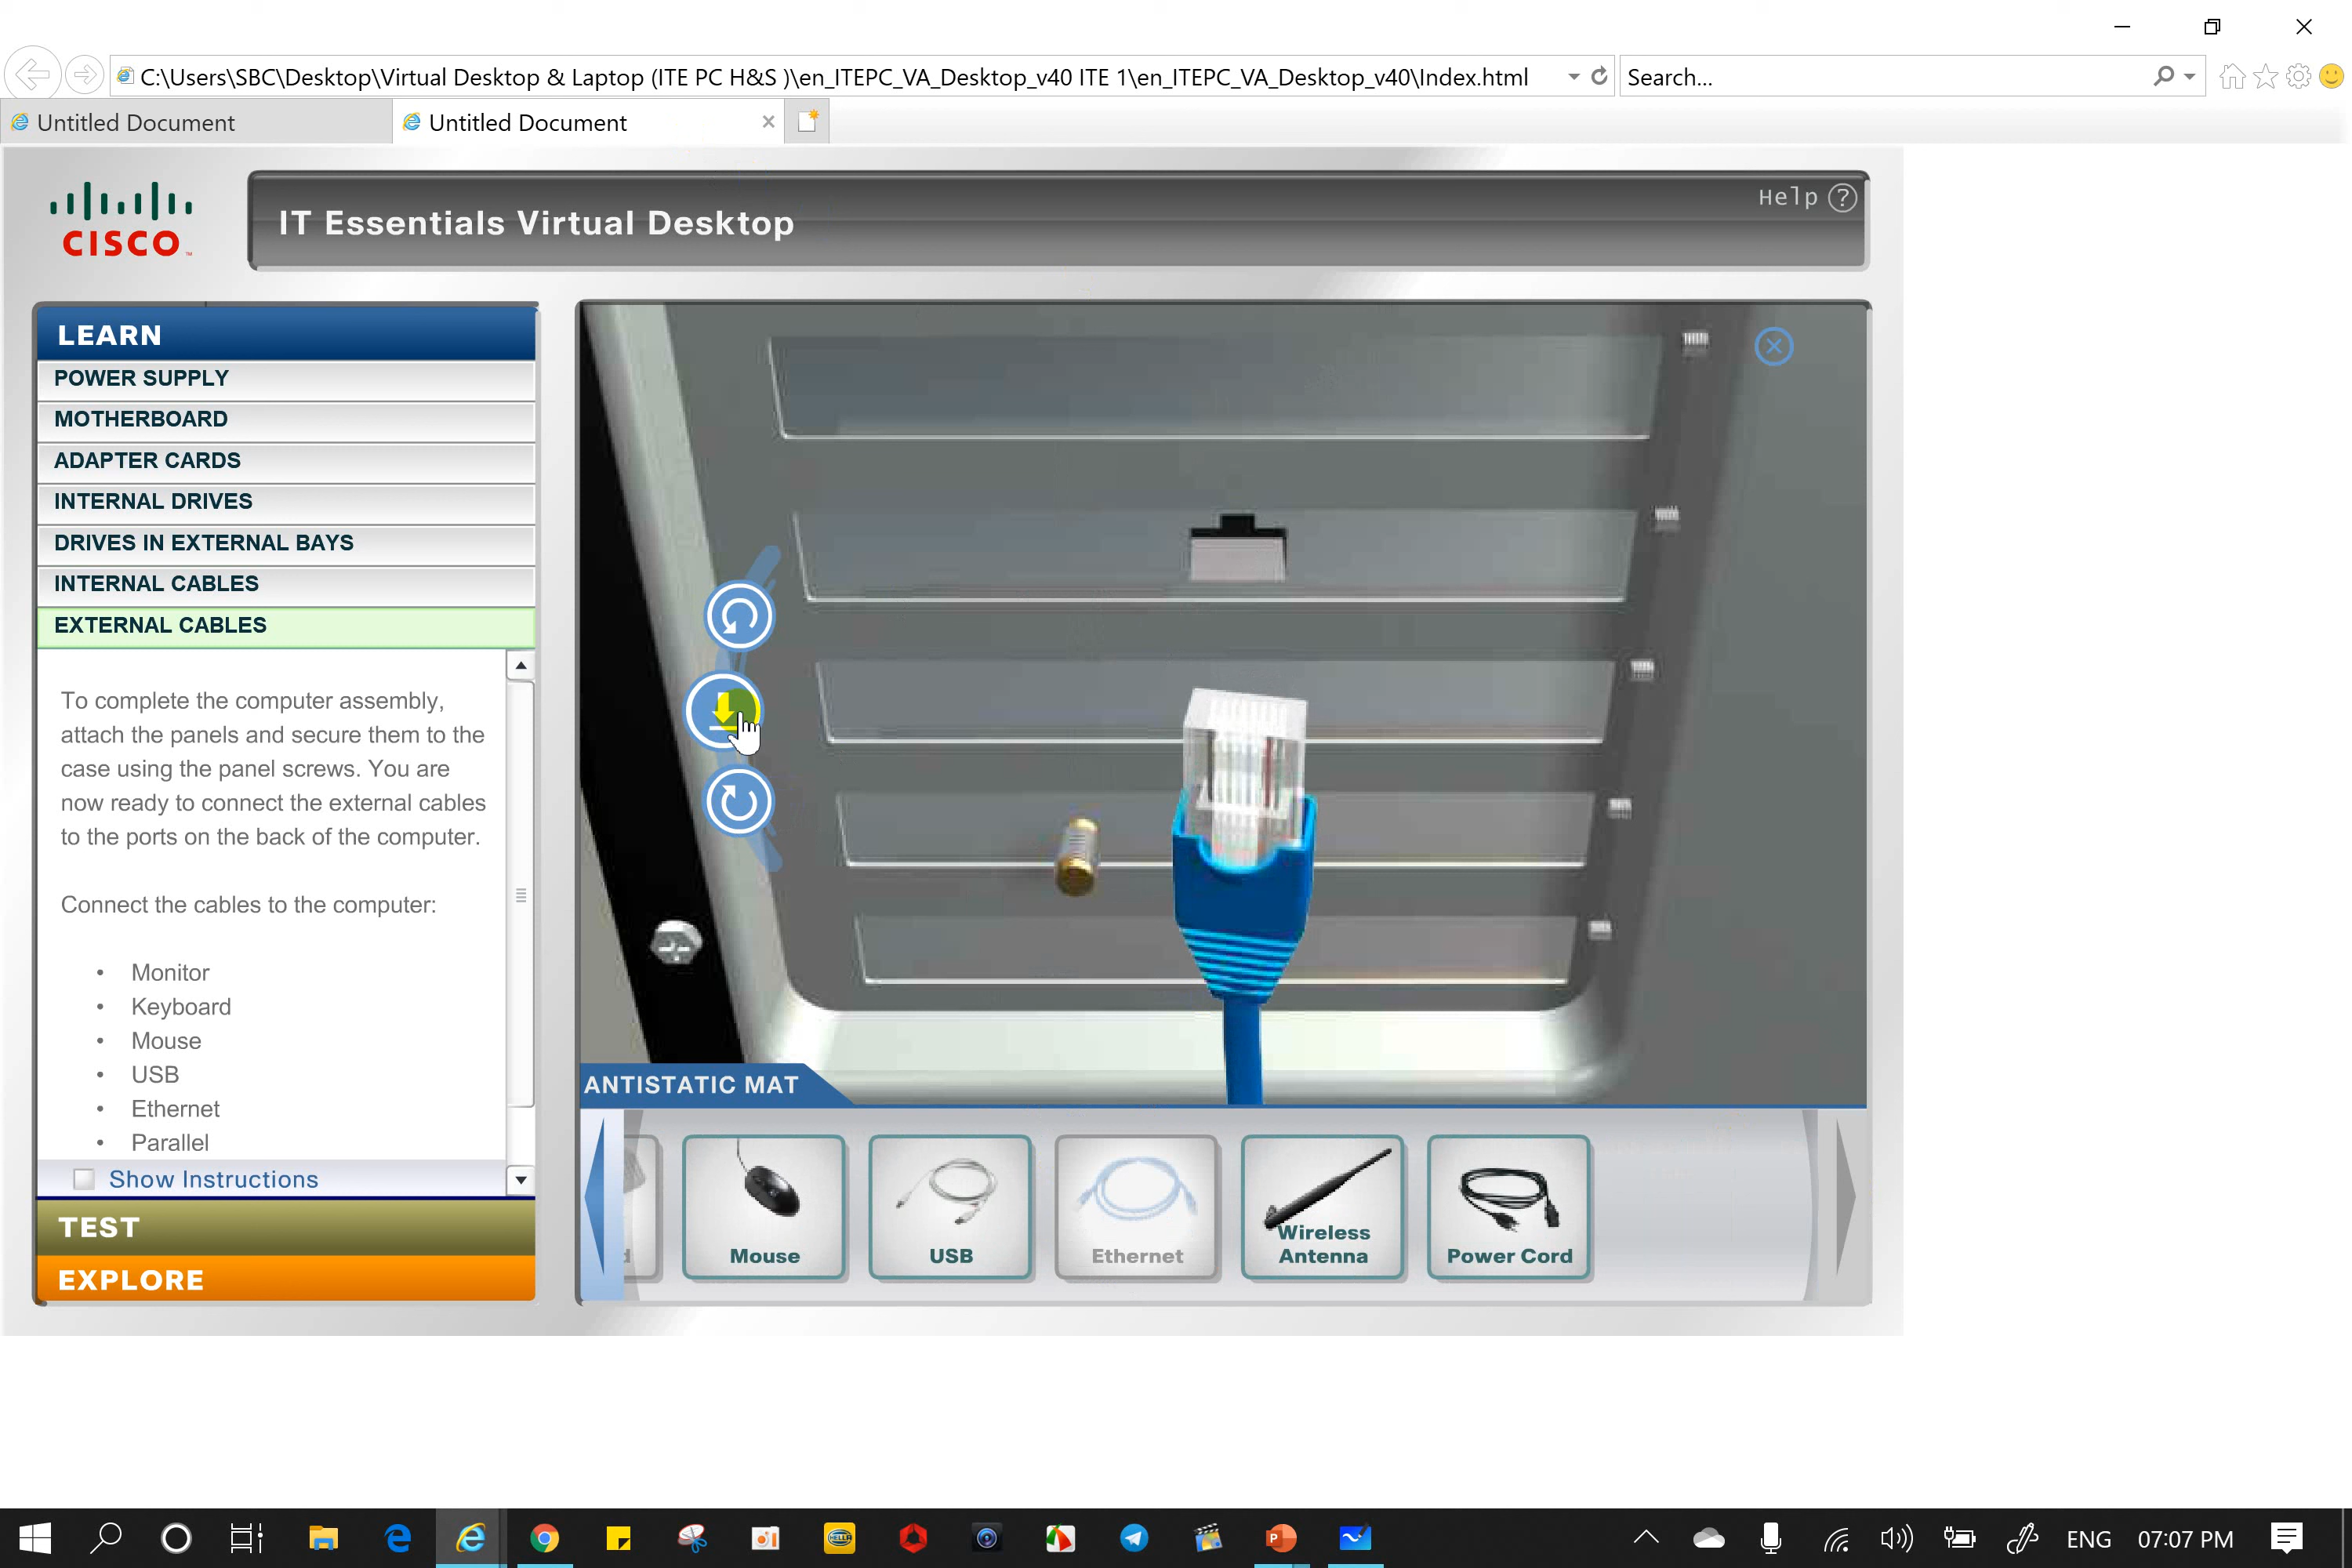 C:\Users\SBC\Desktop\Virtual Desktop & Laptop (ITE PC H&S )\en_ITEPC_VA_Desktop_v40 ITE 1\en_ITEPC_VA_Desktop_v40\Index.html
Search...
Untitled Document
Untitled Document
CISCO
IT Essentials Virtual Desktop
Help ?
LEARN
POWER SUPPLY
MOTHERBOARD
ADAPTER CARDS
INTERNAL DRIVES
DRIVES IN EXTERNAL BAYS
INTERNAL CABLES
EXTERNAL CABLES
To complete the computer assembly,
attach the panels and secure them to the
case using the panel screws. You are
now ready to connect the external cables
to the ports on the back of the computer.
Connect the cables to the computer:
• Monitor
• Keyboard
• Mouse
• USB
• Ethernet
• Parallel
Show Instructions
TEST
EXPLORE
ANTISTATIC MAT
Mouse
USB
Ethernet
Wireless
Antenna
Power Cord
HELLA
ENG
07:07 PM